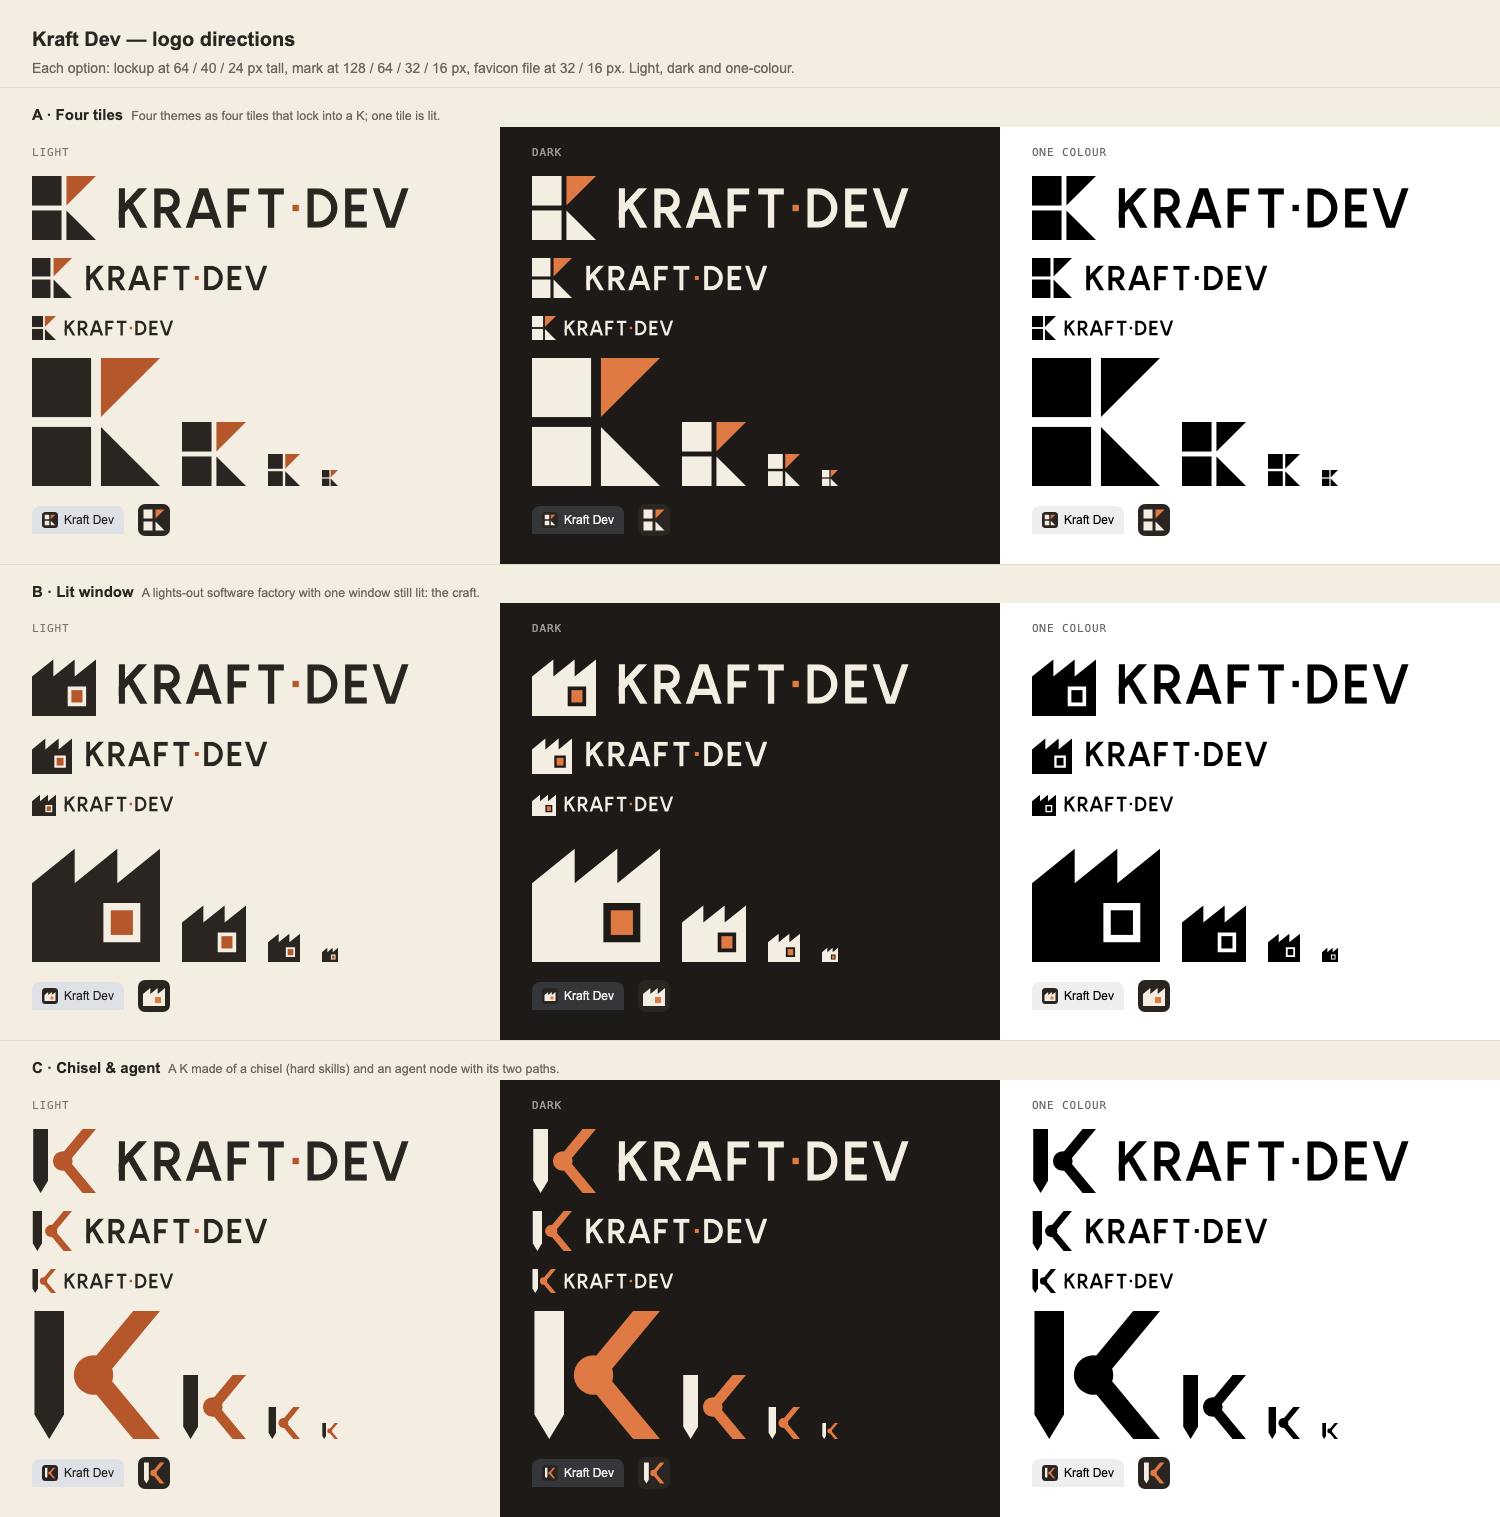 Kraft Dev — logo directions
Each option: lockup at 64 / 40 / 24 px tall, mark at 128 / 64 / 32 / 16 px, favicon file at 32 / 16 px. Light, dark and one-colour.
A · Four tiles Four themes as four tiles that lock into a K; one tile is lit.
LIGHT
KRAFT·DEV
KRAFT·DEV
KRAFT·DEV
Kraft Dev
DARK
KRAFT·DEV
KRAFT·DEV
KRAFT·DEV
Kraft Dev
ONE COLOUR
KRAFT·DEV
KRAFT·DEV
KRAFT·DEV
Kraft Dev
B · Lit window A lights-out software factory with one window still lit: the craft.
LIGHT
KRAFT·DEV
KRAFT·DEV
KRAFT·DEV
Kraft Dev
DARK
KRAFT·DEV
KRAFT·DEV
KRAFT·DEV
Kraft Dev
ONE COLOUR
KRAFT·DEV
KRAFT·DEV
KRAFT·DEV
Kraft Dev
C · Chisel & agent A K made of a chisel (hard skills) and an agent node with its two paths.
LIGHT
KRAFT·DEV
KRAFT·DEV
KRAFT·DEV
Kraft Dev
DARK
KRAFT·DEV
KRAFT·DEV
KRAFT·DEV
Kraft Dev
ONE COLOUR
KRAFT·DEV
KRAFT·DEV
KRAFT·DEV
Kraft Dev